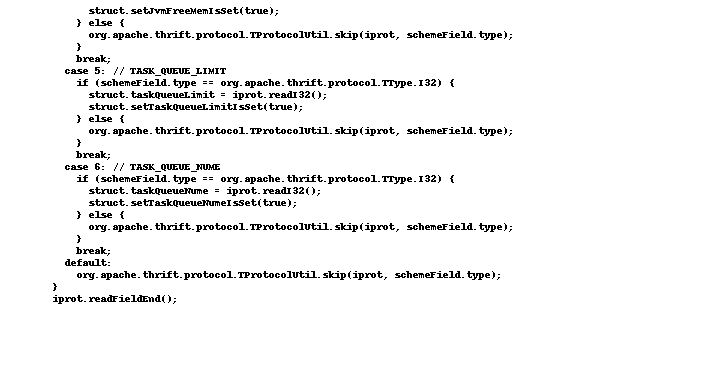 struct.setJvmFreeMemIsSet(true);
} else {
org.apache.thrift.protocol.TProtocolUtil.skip(iprot, schemeField.type);
}
break;
case 5: // TASK_QUEUE_LIMIT
if (schemeField.type == org.apache.thrift.protocol.TType.I32) {
struct.taskQueueLimit = iprot.readI32();
struct.setTaskQueueLimitIsSet(true);
} else {
org.apache.thrift.protocol.TProtocolUtil.skip(iprot, schemeField.type);
}
break;
case 6: // TASK_QUEUE_NUME
if (schemeField.type == org.apache.thrift.protocol.TType.I32) {
struct.taskQueueNume = iprot.readI32();
struct.setTaskQueueNumeIsSet(true);
} else {
org.apache.thrift.protocol.TProtocolUtil.skip(iprot, schemeField.type);
}
break;
default:
org.apache.thrift.protocol.TProtocolUtil.skip(iprot, schemeField.type);
}
iprot.readFieldEnd();